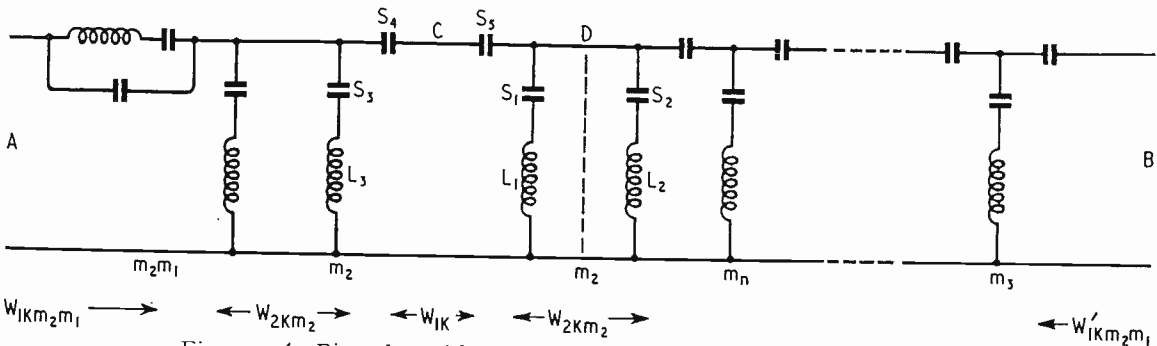 S₄ C S₅ D
S₃ S₁ S₂
A L₃ L₁ L₂ B
m₂m₁ m₂ m₂ mₙ m₃
W₁ₖm₂m₁ W₂ₖm₂ W₁ₖ W₂ₖm₂ W′₁ₖm₂m₁